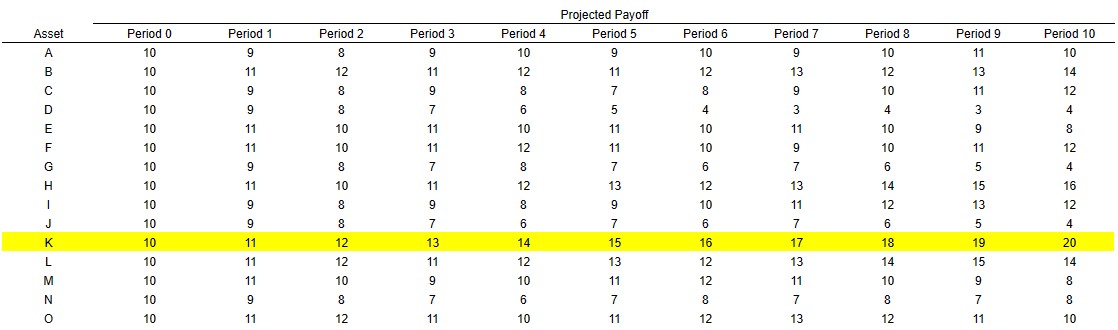 Projected Payoff
Asset Period 0 Period 1 Period 2 Period 3 Period 4 Period 5 Period 6 Period 7 Period 8 Period 9 Period 10
A 10 9 8 9 10 9 10 9 10 11 10
B 10 11 12 11 12 11 12 13 12 13 14
C 10 9 8 9 8 7 8 9 10 11 12
D 10 9 8 7 6 5 4 3 4 3 4
E 10 11 10 11 10 11 10 11 10 9 8
F 10 11 10 11 12 11 10 9 10 11 12
G 10 9 8 7 8 7 6 7 6 5 4
H 10 11 10 11 12 13 12 13 14 15 16
I 10 9 8 9 8 9 10 11 12 13 12
J 10 9 8 7 6 7 6 7 6 5 4
K 10 11 12 13 14 15 16 17 18 19 20
L 10 11 12 11 12 13 12 13 14 15 14
M 10 11 10 9 10 11 12 11 10 9 8
N 10 9 8 7 6 7 8 7 8 7 8
O 10 11 12 11 10 11 12 13 12 11 10